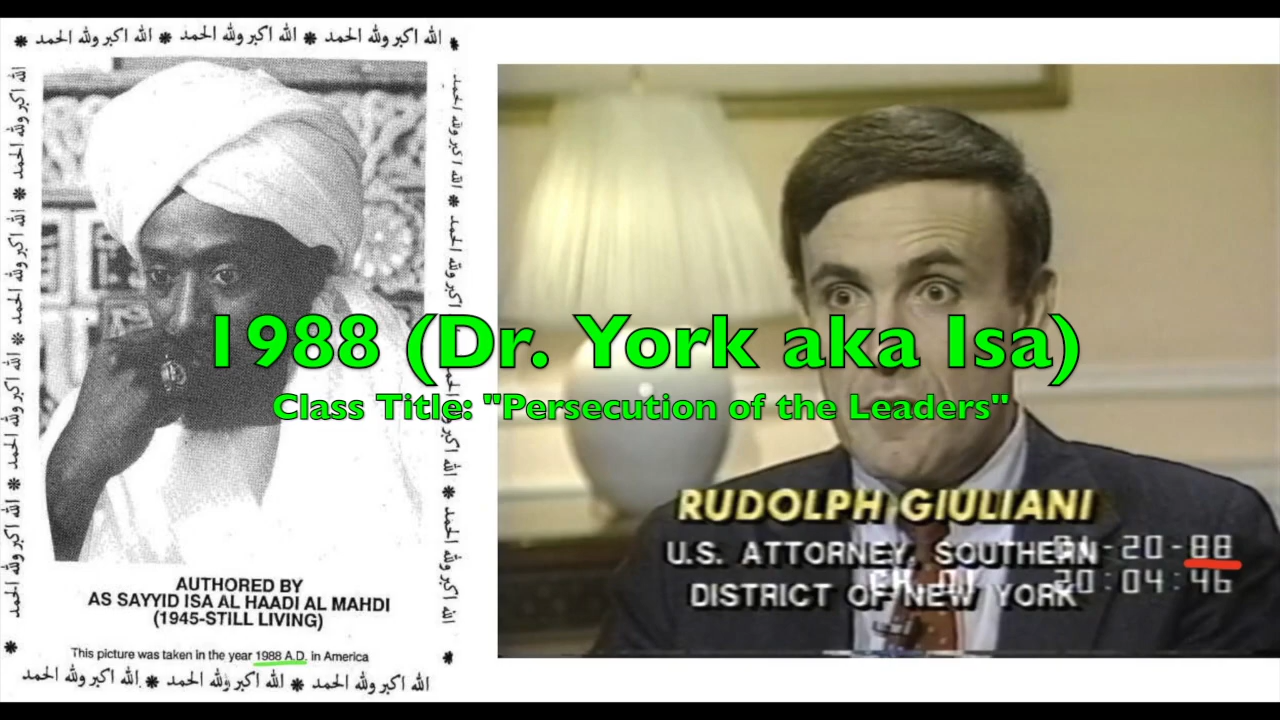 الله اكبر ولله الحمد * الله اكبر ولله الحمد * الله اكبر ولله الحمد
1988 (Dr. York aka Isa)
Class Title: "Persecution of the Leaders"
AUTHORED BY
AS SAYYID ISA AL HAADI AL MAHDI
(1945-STILL LIVING)
This picture was taken in the year 1988 A.D. in America
الله اكبر ولله الحمد * الله اكبر ولله الحمد * الله اكبر ولله الحمد
RUDOLPH GIULIANI
U.S. ATTORNEY, SOUTHERN
DISTRICT OF NEW YORK
-20-88
20:04:46